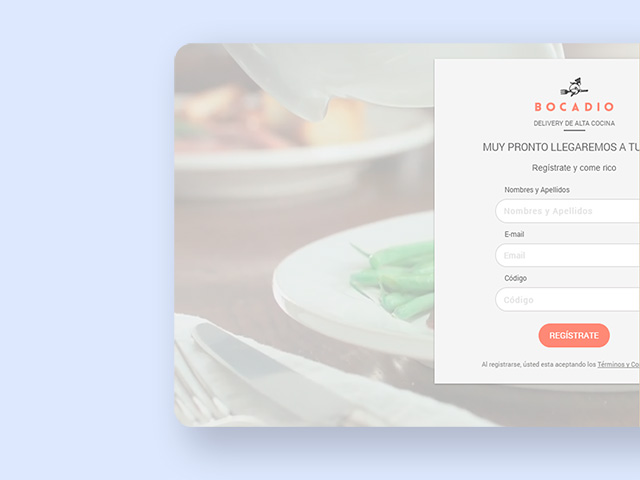 BOCADIO
DELIVERY DE ALTA COCINA
MUY PRONTO LLEGAREMOS A TU
Regístrate y come rico
Nombres y Apellidos
Nombres y Apellidos
E-mail
Email
Código
Código
REGÍSTRATE
Al registrarse, ústed esta aceptando los Términos y Co